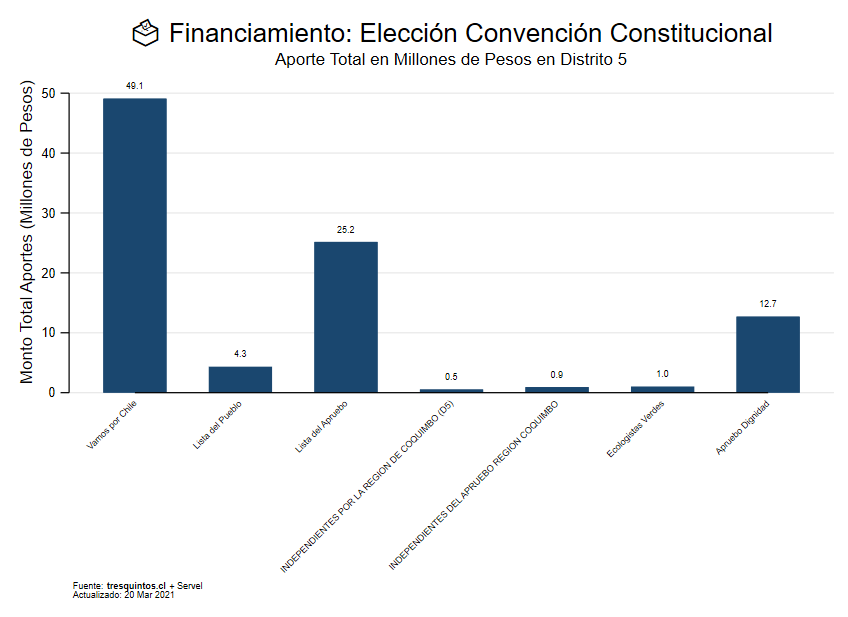 Financiamiento: Elección Convención Constitucional
Aporte Total en Millones de Pesos en Distrito 5
Monto Total Aportes (Millones de Pesos)
50
40
30
20
10
0
49.1
4.3
25.2
0.5
0.9
1.0
12.7
Vamos por Chile
Lista del Pueblo
Lista del Apruebo
INDEPENDIENTES POR LA REGION DE COQUIMBO (D5)
INDEPENDIENTES DEL APRUEBO REGION COQUIMBO
Ecologistas Verdes
Apruebo Dignidad
Fuente: tresquintos.cl + Servel
Actualizado: 20 Mar 2021